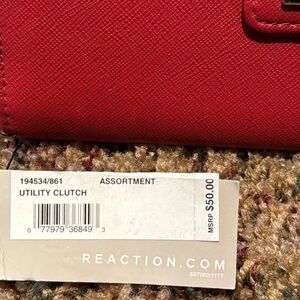 194534/861 ASSORTMENT
UTILITY CLUTCH
MSRP $50.00
0 77979 36849 3
REACTION.COM